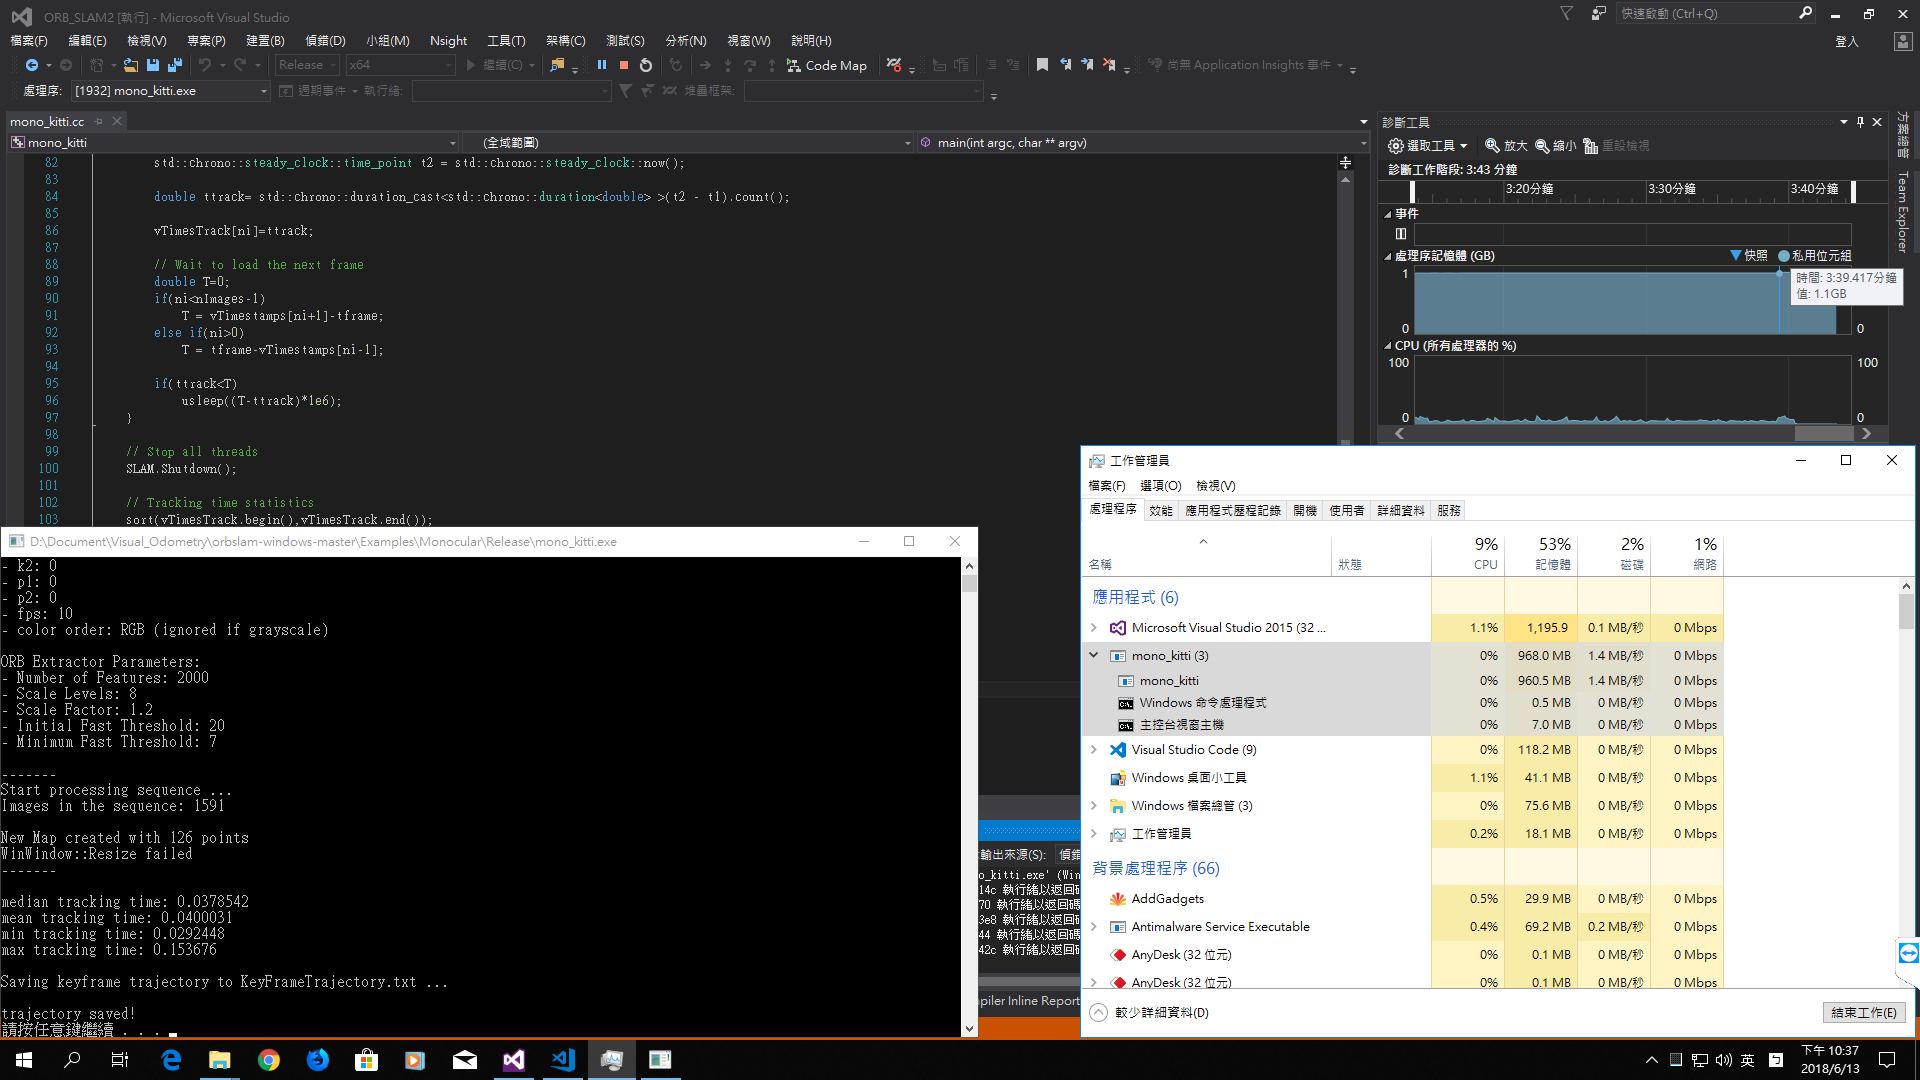 ORB_SLAM2 [執行] - Microsoft Visual Studio
快速啟動 (Ctrl+Q)
檔案(F) 編輯(E) 檢視(V) 專案(P) 建置(B) 偵錯(D) 小組(M) Nsight 工具(T) 架構(C) 測試(S) 分析(N) 視窗(W) 說明(H)
登入
Release x64 繼續(C) Code Map 尚無 Application Insights 事件
處理序: [1932] mono_kitti.exe 週期事件 執行緒: 堆疊框架:
mono_kitti.cc
mono_kitti (全域範圍) main(int argc, char ** argv)
82 std::chrono::steady_clock::time_point t2 = std::chrono::steady_clock::now();
83
84 double ttrack= std::chrono::duration_cast<std::chrono::duration<double> >(t2 - t1).count();
85
86 vTimesTrack[ni]=ttrack;
87
88 // Wait to load the next frame
89 double T=0;
90 if(ni<nImages-1)
91 T = vTimestamps[ni+1]-tframe;
92 else if(ni>0)
93 T = tframe-vTimestamps[ni-1];
94
95 if(ttrack<T)
96 usleep((T-ttrack)*1e6);
97 }
98
99 // Stop all threads
100 SLAM.Shutdown();
101
102 // Tracking time statistics
103 sort(vTimesTrack.begin(),vTimesTrack.end());
診斷工具
選取工具 放大 縮小 重設檢視
診斷工作階段: 3:43 分鐘
3:20分鐘 3:30分鐘 3:40分鐘
事件
處理序記憶體 (GB) 快照 私用位元組
1
時間: 3:39.417分鐘
值: 1.1GB
0 0
CPU (所有處理器的 %)
100 100
0 0
方案總管
Team Explorer
D:\Document\Visual_Odometry\orbslam-windows-master\Examples\Monocular\Release\mono_kitti.exe
- k2: 0
- p1: 0
- p2: 0
- fps: 10
- color order: RGB (ignored if grayscale)
ORB Extractor Parameters:
- Number of Features: 2000
- Scale Levels: 8
- Scale Factor: 1.2
- Initial Fast Threshold: 20
- Minimum Fast Threshold: 7
-------
Start processing sequence ...
Images in the sequence: 1591
New Map created with 126 points
WinWindow::Resize failed
-------
median tracking time: 0.0378542
mean tracking time: 0.0400031
min tracking time: 0.0292448
max tracking time: 0.153676
Saving keyframe trajectory to KeyFrameTrajectory.txt ...
trajectory saved!
請按任意鍵繼續 . . .
輸出來源(S): 偵錯
o_kitti.exe' (Win
14c 執行緒以返回碼
70 執行緒以返回碼
3e8 執行緒以返回
44 執行緒以返回碼
42c 執行緒以返回碼
piler Inline Report
工作管理員
檔案(F) 選項(O) 檢視(V)
處理程序 效能 應用程式歷程記錄 開機 使用者 詳細資料 服務
9% 53% 2% 1%
名稱 狀態 CPU 記憶體 磁碟 網路
應用程式 (6)
Microsoft Visual Studio 2015 (32 ... 1.1% 1,195.9 0.1 MB/秒 0 Mbps
mono_kitti (3) 0% 968.0 MB 1.4 MB/秒 0 Mbps
mono_kitti 0% 960.5 MB 1.4 MB/秒 0 Mbps
Windows 命令處理程式 0% 0.5 MB 0 MB/秒 0 Mbps
主控台視窗主機 0% 7.0 MB 0 MB/秒 0 Mbps
Visual Studio Code (9) 0% 118.2 MB 0 MB/秒 0 Mbps
Windows 桌面小工具 1.1% 41.1 MB 0 MB/秒 0 Mbps
Windows 檔案總管 (3) 0% 75.6 MB 0 MB/秒 0 Mbps
工作管理員 0.2% 18.1 MB 0 MB/秒 0 Mbps
背景處理程序 (66)
AddGadgets 0.5% 29.9 MB 0 MB/秒 0 Mbps
Antimalware Service Executable 0.4% 69.2 MB 0.2 MB/秒 0 Mbps
AnyDesk (32 位元) 0% 0.1 MB 0 MB/秒 0 Mbps
AnyDesk (32 位元) 0% 0.1 MB 0 MB/秒 0 Mbps
較少詳細資料(D) 結束工作(E)
英
下午 10:37
2018/6/13